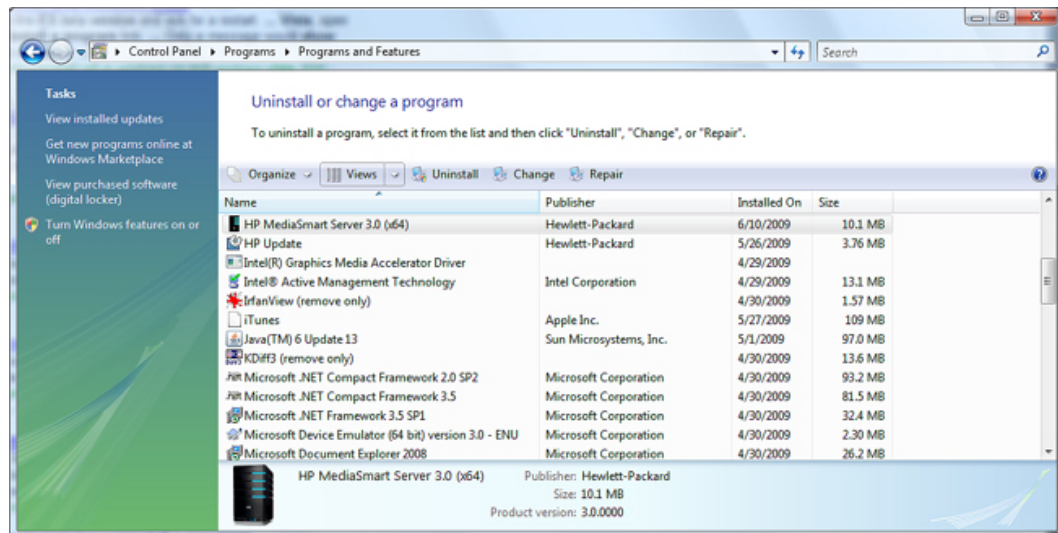 Control Panel ▸ Programs ▸ Programs and Features
Search
Tasks
View installed updates
Get new programs online at
Windows Marketplace
View purchased software
(digital locker)
Turn Windows features on or
off
Uninstall or change a program
To uninstall a program, select it from the list and then click "Uninstall", "Change", or "Repair".
Organize Views Uninstall Change Repair
Name Publisher Installed On Size
HP MediaSmart Server 3.0 (x64) Hewlett-Packard 6/10/2009 10.1 MB
HP Update Hewlett-Packard 5/26/2009 3.76 MB
Intel(R) Graphics Media Accelerator Driver 4/29/2009
Intel® Active Management Technology Intel Corporation 4/29/2009 13.1 MB
IrfanView (remove only) 4/30/2009 1.57 MB
iTunes Apple Inc. 5/27/2009 109 MB
Java(TM) 6 Update 13 Sun Microsystems, Inc. 5/1/2009 97.0 MB
KDiff3 (remove only) 4/30/2009 13.6 MB
Microsoft .NET Compact Framework 2.0 SP2 Microsoft Corporation 4/30/2009 93.2 MB
Microsoft .NET Compact Framework 3.5 Microsoft Corporation 4/30/2009 81.5 MB
Microsoft .NET Framework 3.5 SP1 Microsoft Corporation 4/30/2009 32.4 MB
Microsoft Device Emulator (64 bit) version 3.0 - ENU Microsoft Corporation 4/30/2009 2.30 MB
Microsoft Document Explorer 2008 Microsoft Corporation 4/30/2009 26.2 MB
HP MediaSmart Server 3.0 (x64) Publisher: Hewlett-Packard
Size: 10.1 MB
Product version: 3.0.0000